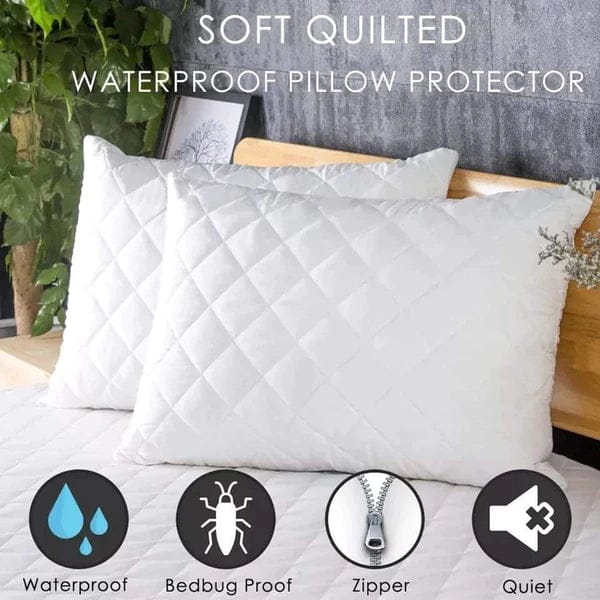 SOFT QUILTED
WATERPROOF PILLOW PROTECTOR
Waterproof
Bedbug Proof
Zipper
Quiet